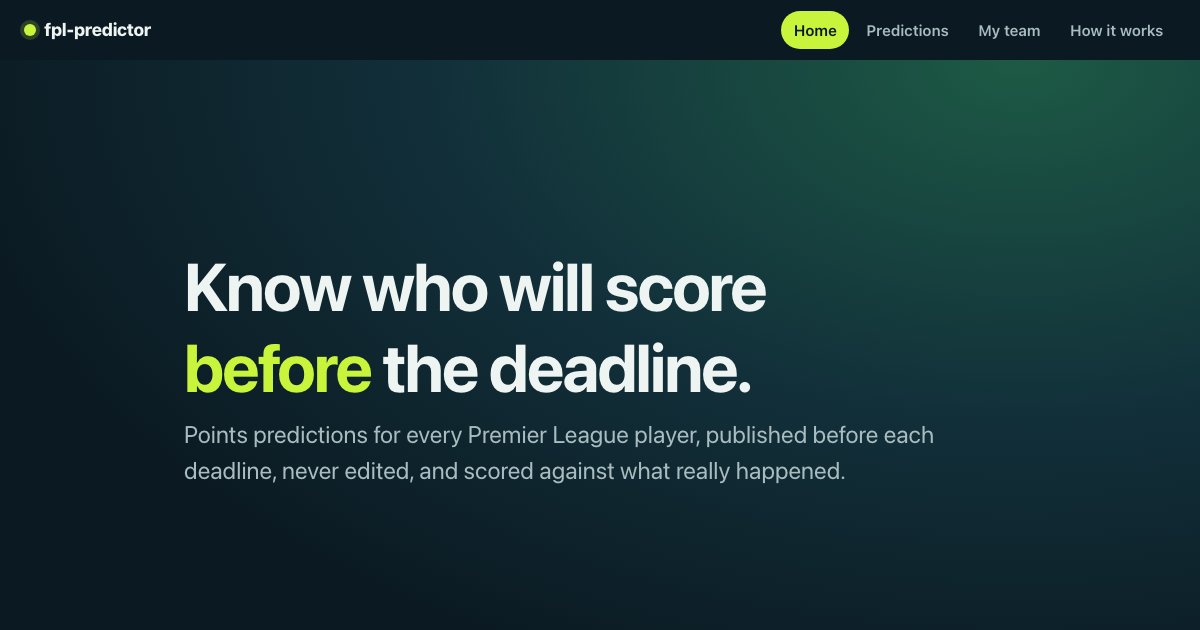 fpl-predictor
Home Predictions My team How it works
Know who will score
before the deadline.
Points predictions for every Premier League player, published before each
deadline, never edited, and scored against what really happened.